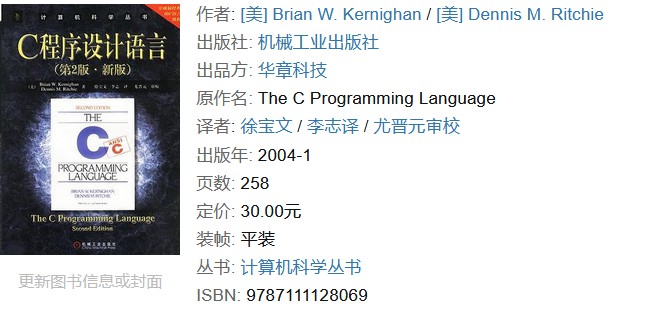 计算机科学丛书
C程序设计语言
(第2版·新版)
Brian W. Kernighan
Dennis M. Ritchie
SECOND EDITION
THE
C
ANSI C
PROGRAMMING
LANGUAGE
BRIAN W. KERNIGHAN
DENNIS M. RITCHIE
The C Programming Language
Second Edition
机械工业出版社
更新图书信息或封面
作者: [美] Brian W. Kernighan / [美] Dennis M. Ritchie
出版社: 机械工业出版社
出品方: 华章科技
原作名: The C Programming Language
译者: 徐宝文 / 李志译 / 尤晋元审校
出版年: 2004-1
页数: 258
定价: 30.00元
装帧: 平装
丛书: 计算机科学丛书
ISBN: 9787111128069